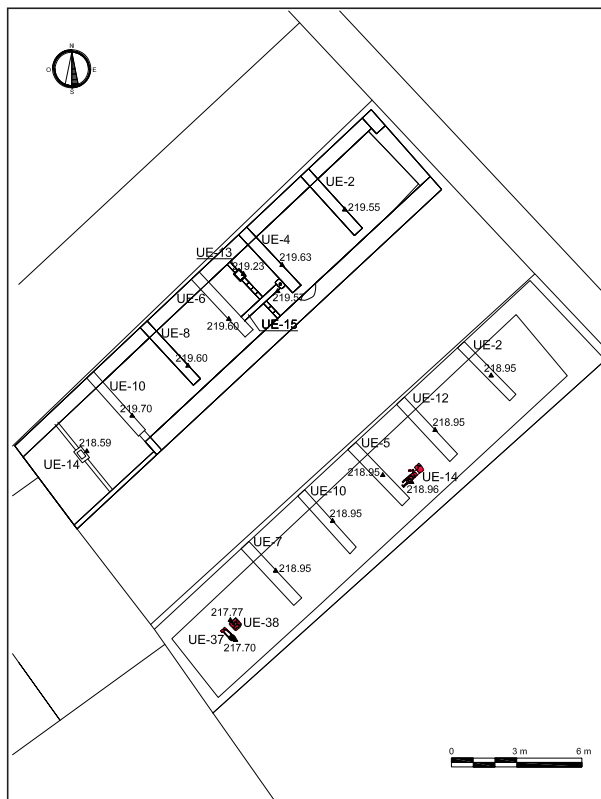 N
O E
S
UE-2
219.55
UE-4
219.63
UE-13
219.23
219.57
UE-6
219.60
UE-15
UE-8
219.60
UE-10
219.70
218.59
UE-14
UE-2
218.95
UE-12
218.95
UE-5
218.95
UE-14
218.96
UE-10
218.95
UE-7
218.95
217.77
UE-38
UE-37
217.70
0 3 m 6 m